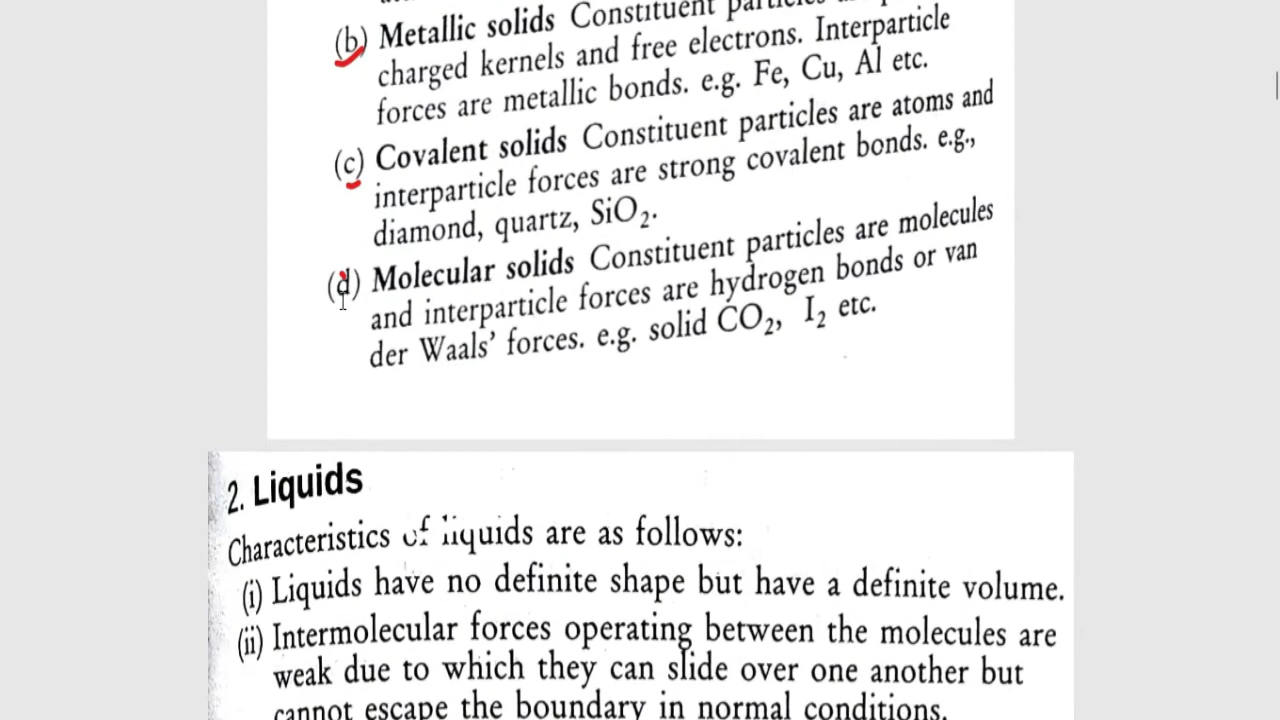 (b) Metallic solids Constituent
charged kernels and free electrons. Interparticle
forces are metallic bonds. e.g. Fe, Cu, Al etc.
(c) Covalent solids Constituent particles are atoms and
interparticle forces are strong covalent bonds. e.g.,
diamond, quartz, SiO₂.
(d) Molecular solids Constituent particles are molecules
and interparticle forces are hydrogen bonds or van
der Waals' forces. e.g. solid CO₂, I₂ etc.
2. Liquids
Characteristics of liquids are as follows:
(i) Liquids have no definite shape but have a definite volume.
(ii) Intermolecular forces operating between the molecules are
weak due to which they can slide over one another but
cannot escape the boundary in normal conditions.